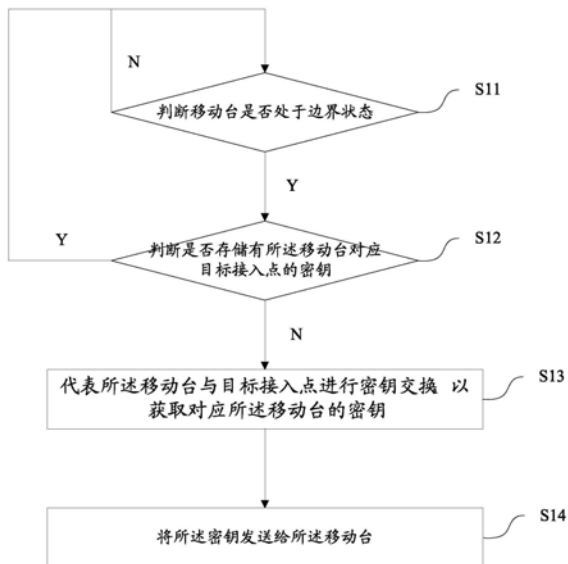 N
判断移动台是否处于边界状态
S11
Y
Y
判断是否存储有所述移动台对应
目标接入点的密钥
S12
N
代表所述移动台与目标接入点进行密钥交换 以
获取对应所述移动台的密钥
S13
将所述密钥发送给所述移动台
S14